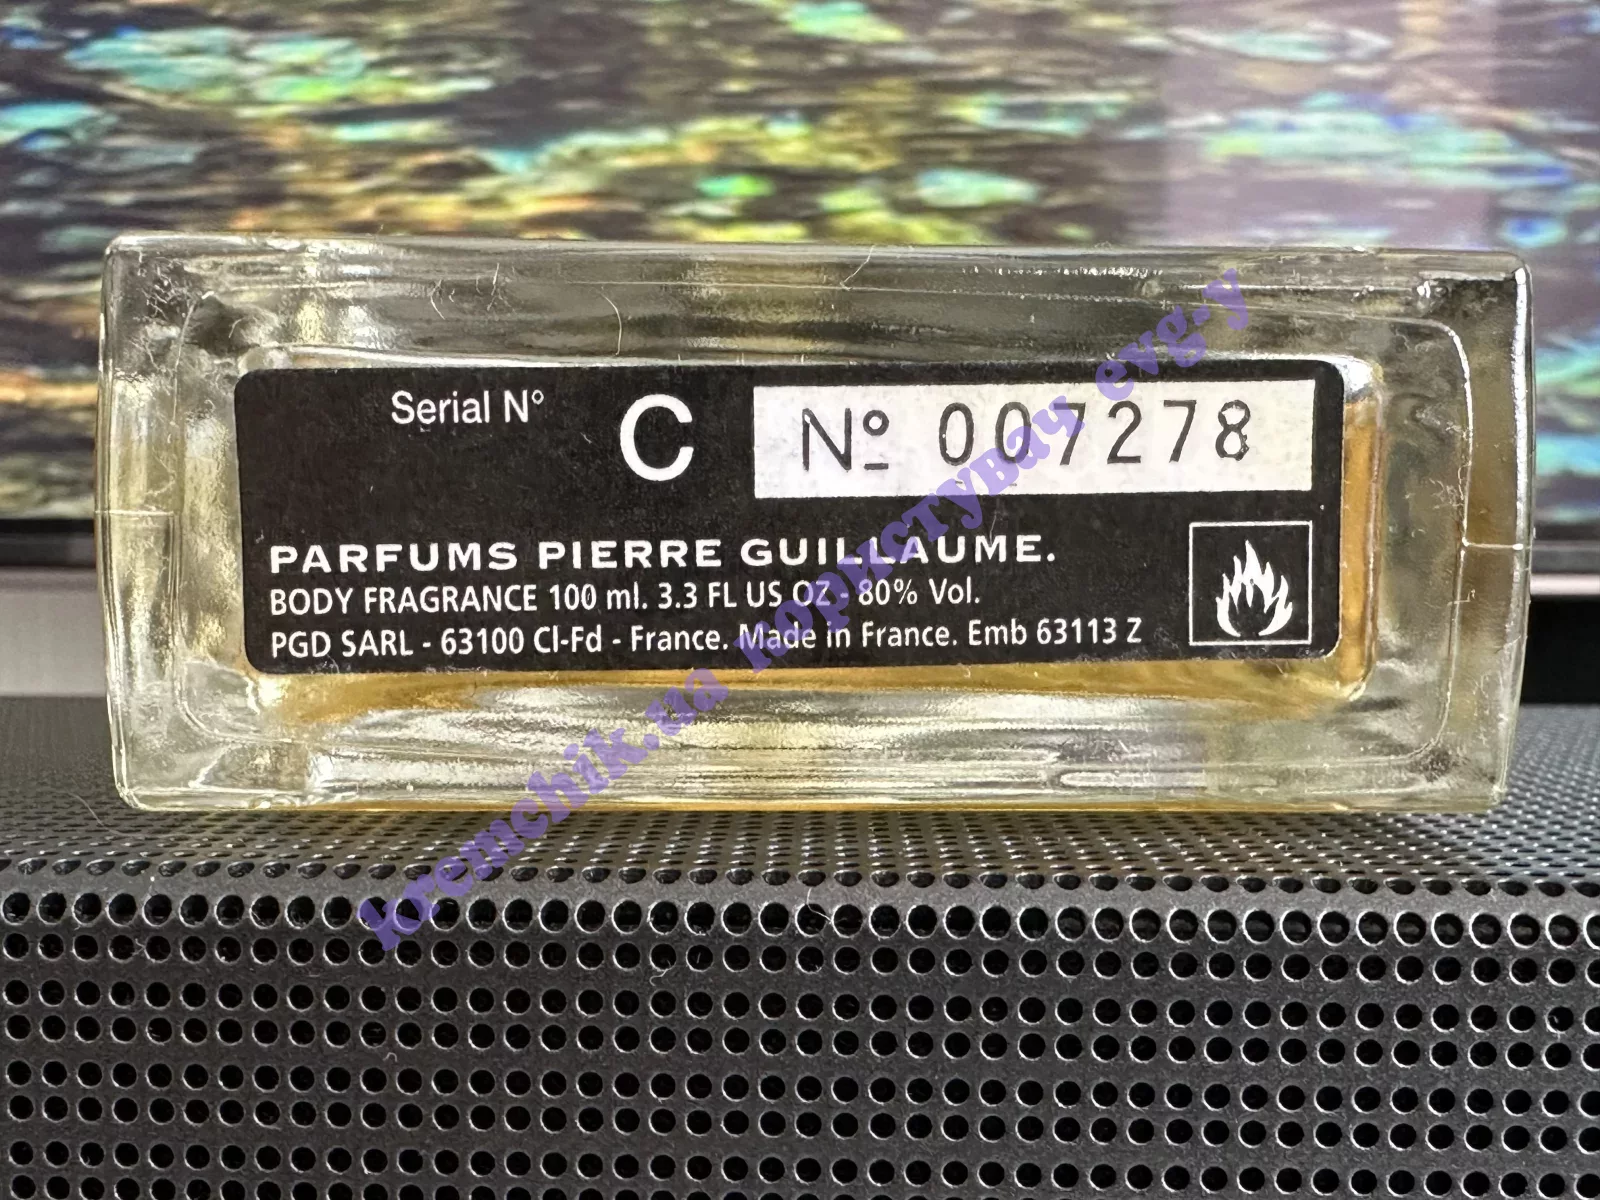 Serial Nº C Nº 007278
PARFUMS PIERRE GUILLAUME.
BODY FRAGRANCE 100 ml. 3.3 FL US OZ - 80% Vol.
PGD SARL - 63100 Cl-Fd - France. Made in France. Emb 63113 Z
kremchik.ua користувач evg.y